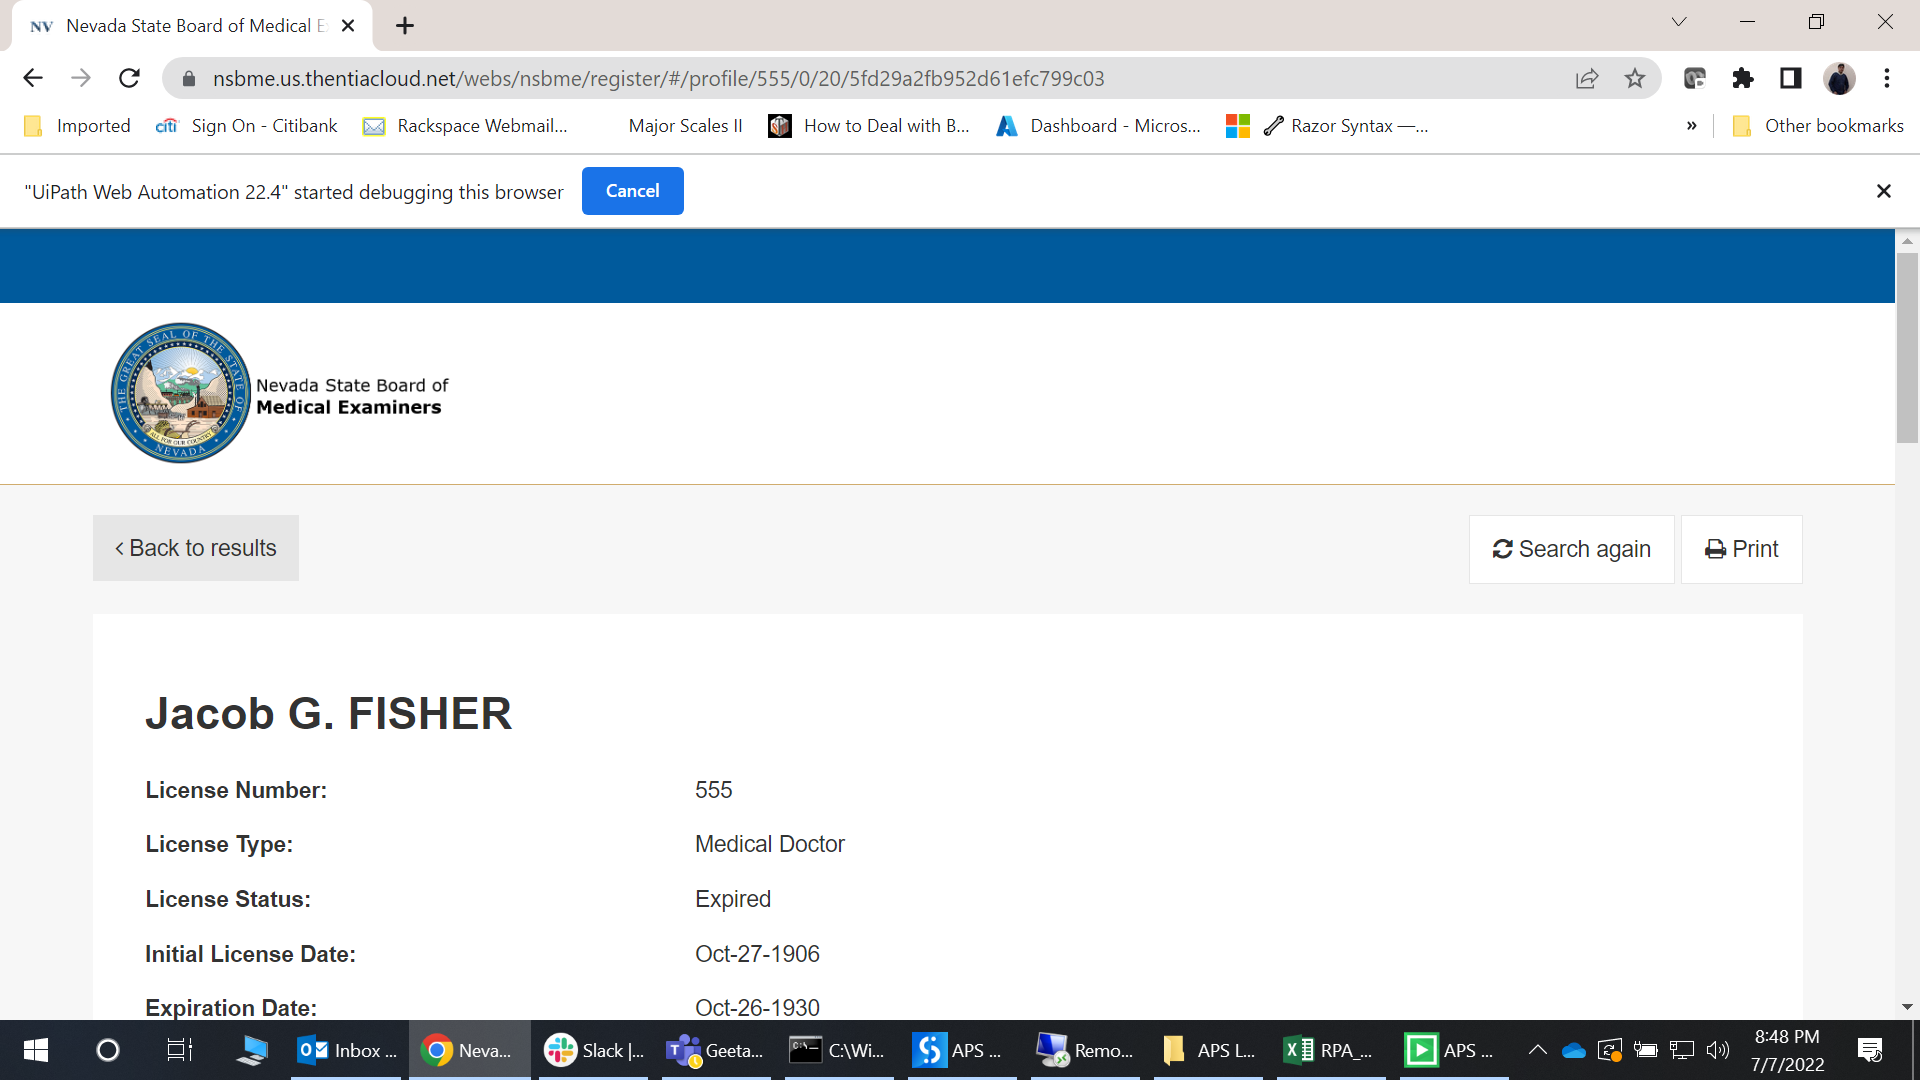 NV Nevada State Board of Medical E
nsbme.us.thentiacloud.net/webs/nsbme/register/#/profile/555/0/20/5fd29a2fb952d61efc799c03
Imported citi Sign On - Citibank Rackspace Webmail... Major Scales II How to Deal with B... Dashboard - Micros... Razor Syntax —... » Other bookmarks
"UiPath Web Automation 22.4" started debugging this browser Cancel
THE GREAT SEAL OF THE STATE OF NEVADA
ALL FOR OUR COUNTRY
Nevada State Board of
Medical Examiners
Back to results Search again Print
Jacob G. FISHER
License Number: 555
License Type: Medical Doctor
License Status: Expired
Initial License Date: Oct-27-1906
Expiration Date: Oct-26-1930
Inbox ... Neva... Slack |... Geeta... C:\Wi... APS ... Remo... APS L... RPA_... APS ... 8:48 PM
7/7/2022